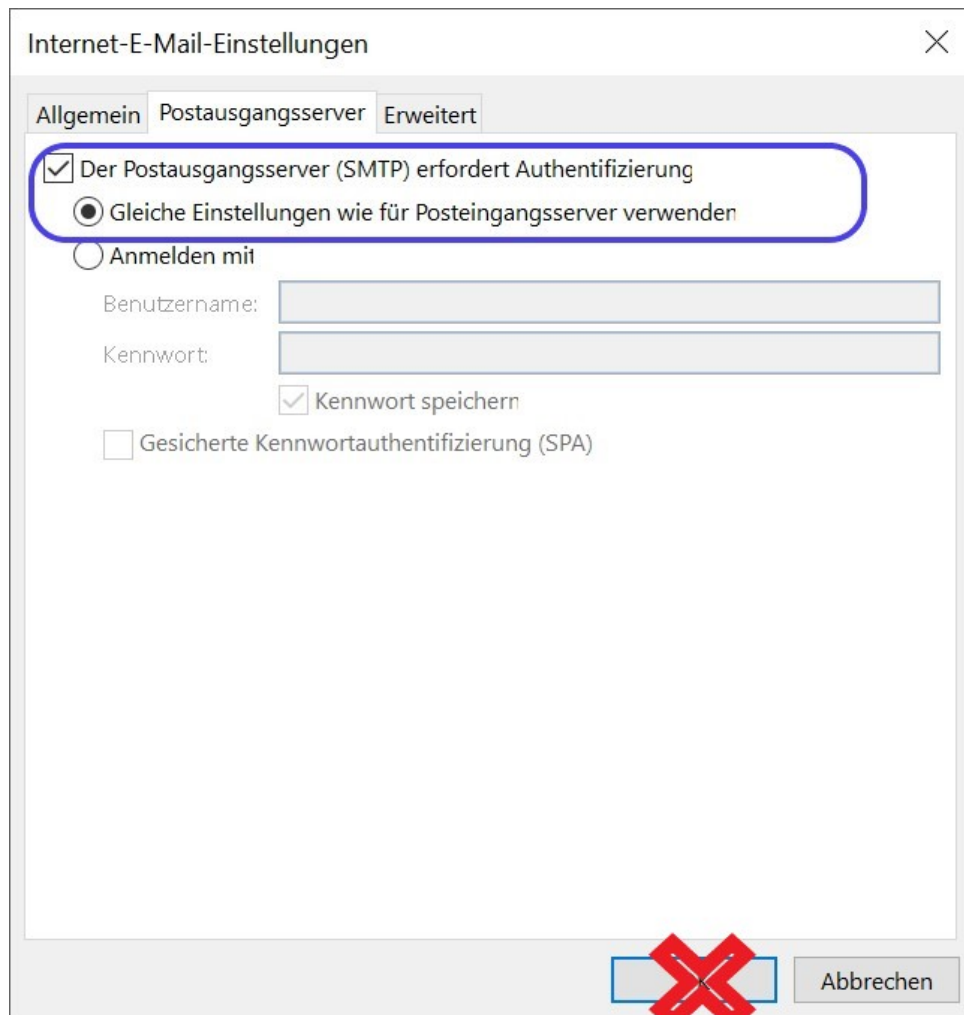 Internet-E-Mail-Einstellungen
Allgemein Postausgangsserver Erweitert
Der Postausgangsserver (SMTP) erfordert Authentifizierung
Gleiche Einstellungen wie für Posteingangsserver verwenden
Anmelden mit
Benutzername:
Kennwort:
Kennwort speichern
Gesicherte Kennwortauthentifizierung (SPA)
Abbrechen